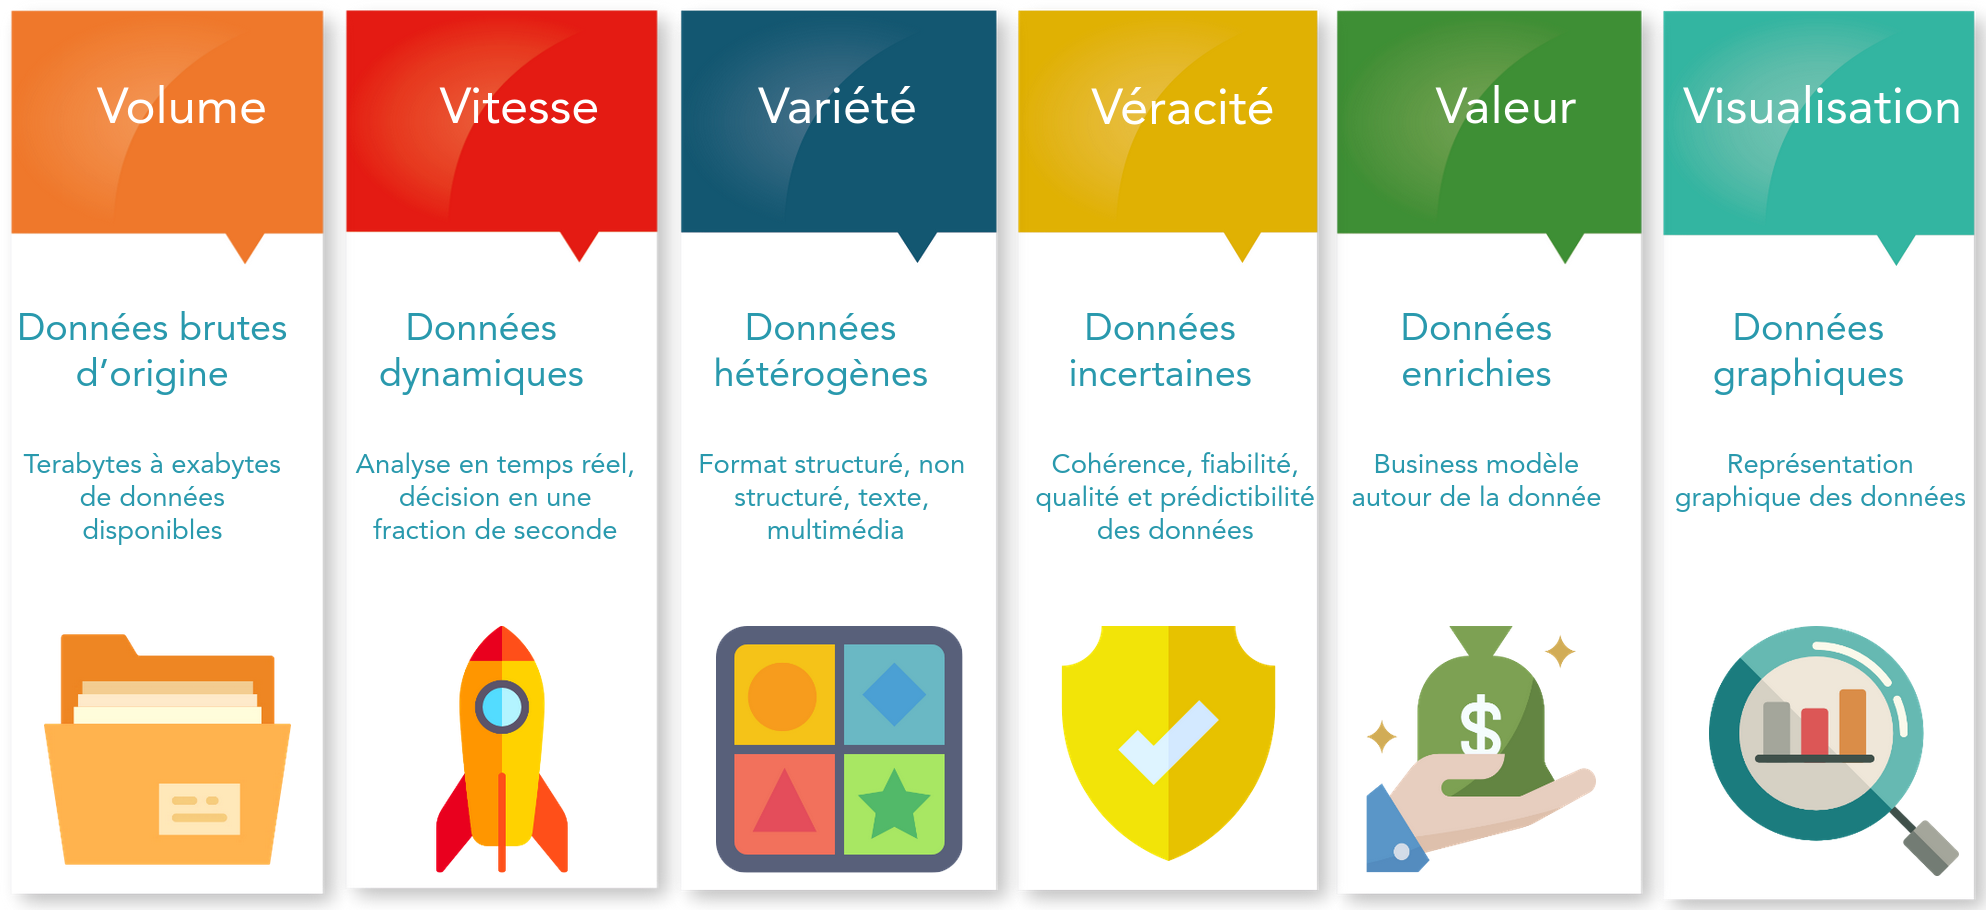 Volume
Données brutes
d’origine
Terabytes à exabytes
de données
disponibles
Vitesse
Données
dynamiques
Analyse en temps réel,
décision en une
fraction de seconde
Variété
Données
hétérogènes
Format structuré, non
structuré, texte,
multimédia
Véracité
Données
incertaines
Cohérence, fiabilité,
qualité et prédictibilité
des données
Valeur
Données
enrichies
Business modèle
autour de la donnée
$
Visualisation
Données
graphiques
Représentation
graphique des données